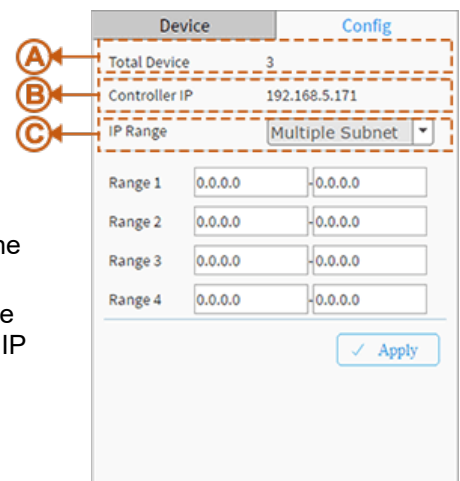 Device Config
A Total Device 3
B Controller IP 192.168.5.171
C IP Range Multiple Subnet
Range 1 0.0.0.0 - 0.0.0.0
Range 2 0.0.0.0 - 0.0.0.0
ne
Range 3 0.0.0.0 - 0.0.0.0
e
Range 4 0.0.0.0 - 0.0.0.0
IP
✓ Apply